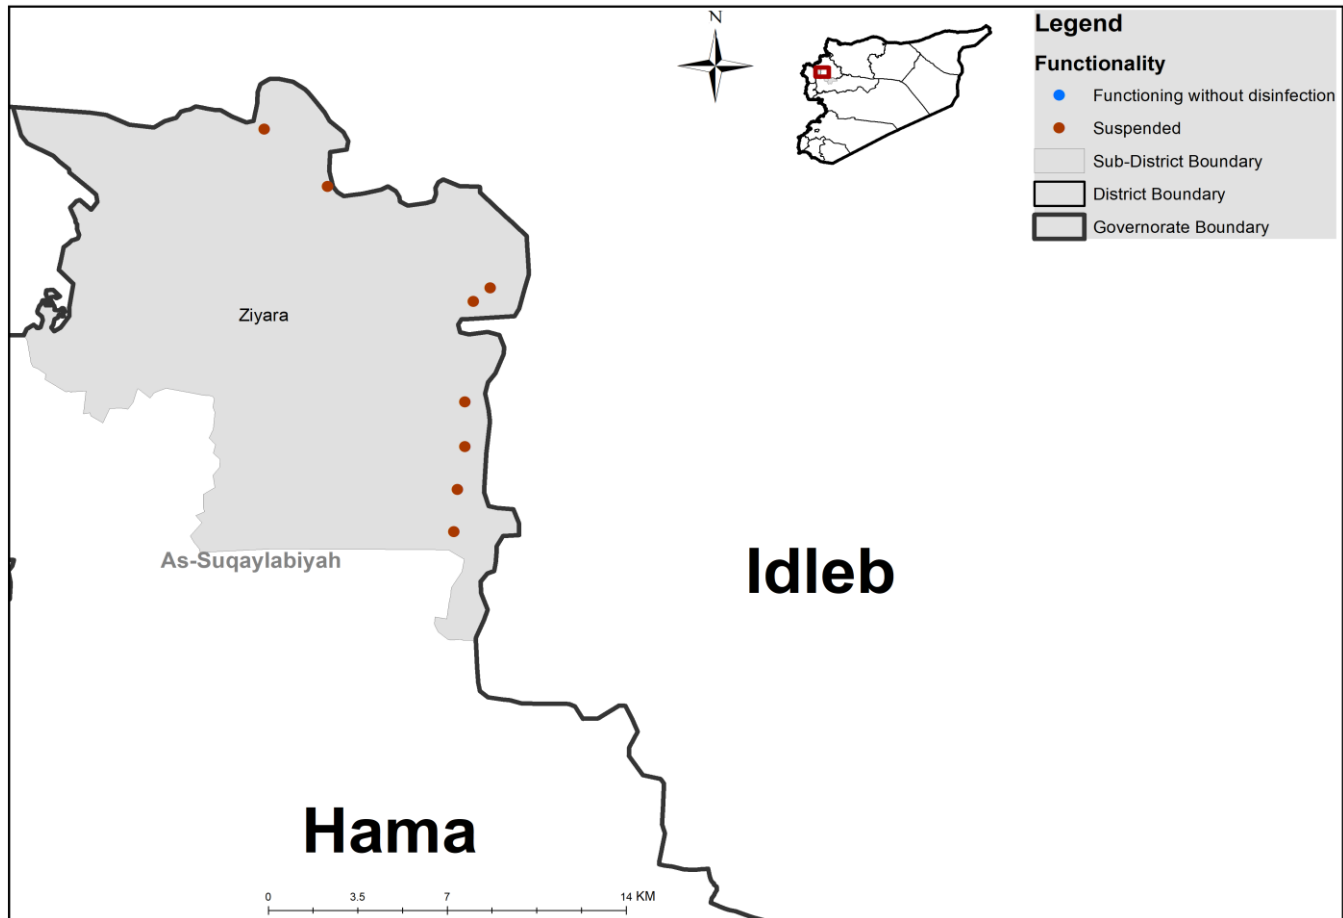 N
Legend
Functionality
Functioning without disinfection
Suspended
Sub-District Boundary
District Boundary
Governorate Boundary
Ziyara
As-Suqaylabiyah
Idleb
Hama
0 3.5 7 14 KM